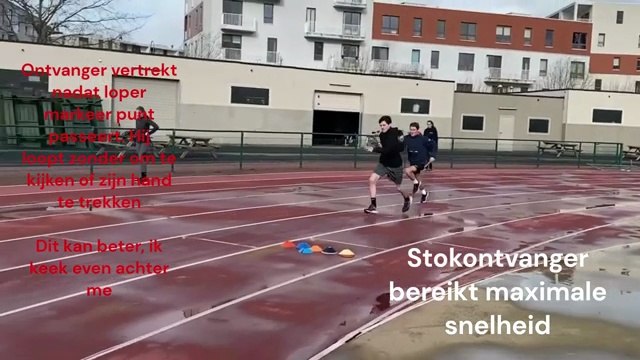 Ontvanger vertrekt
nadat loper
markeer punt
passeert. Hij
loopt zonder om te
kijken of zijn hand
te trekken
Dit kan beter, ik
keek even achter
me
Stokontvanger
bereikt maximale
snelheid